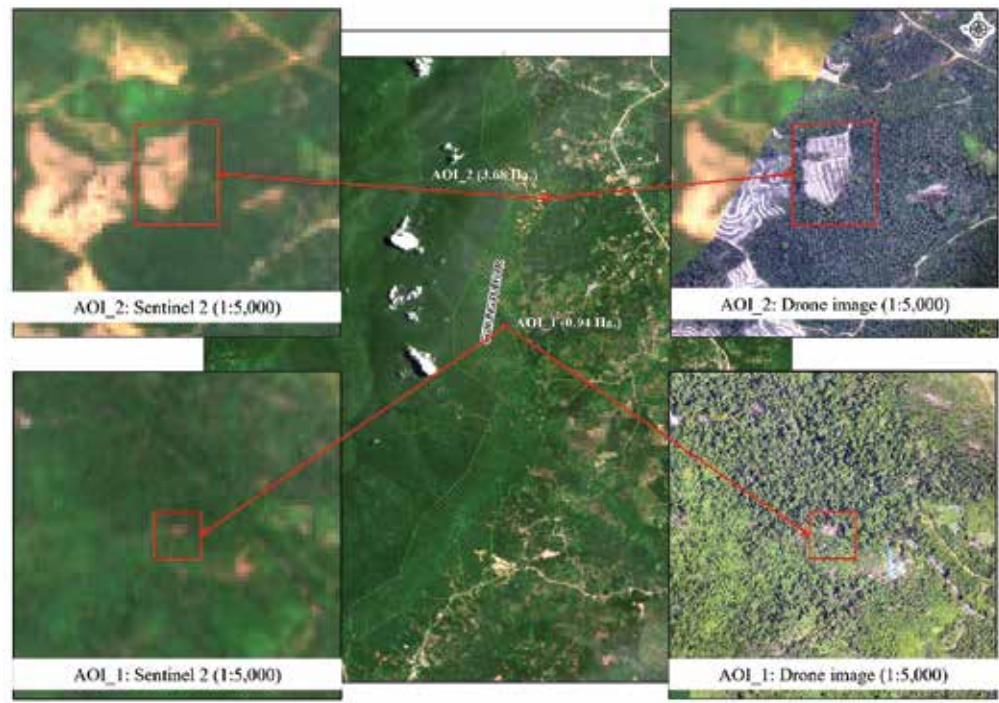 AOI_2 (3.68 Ha.)
AOI_2: Sentinel 2 (1:5,000)
AOI_2: Drone image (1:5,000)
AOI_1 (0.94 Ha.)
AOI_1: Sentinel 2 (1:5,000)
AOI_1: Drone image (1:5,000)